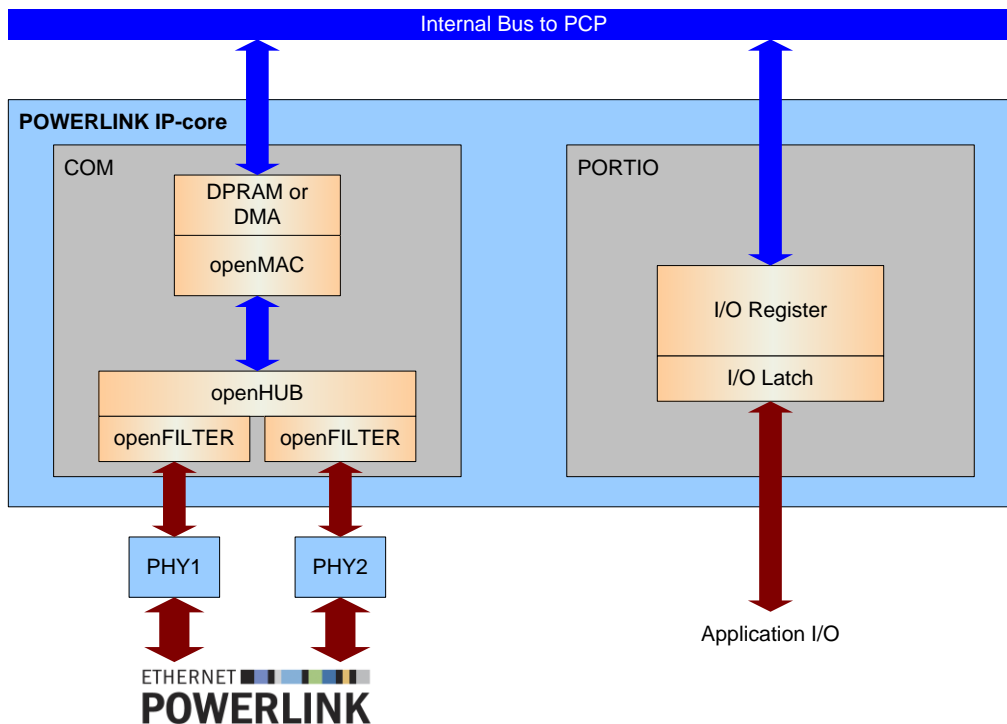 Internal Bus to PCP
POWERLINK IP-core
COM
DPRAM or
DMA
openMAC
openHUB
openFILTER
openFILTER
PORTIO
I/O Register
I/O Latch
PHY1
PHY2
Application I/O
ETHERNET
POWERLINK